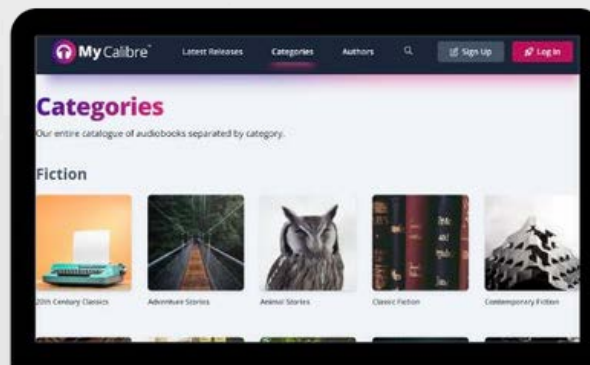 My Calibre™
Latest Releases
Categories
Authors
Sign Up
Log In
Categories
Our entire catalogue of audiobooks separated by category.
Fiction
20th Century Classics
Adventure Stories
Animal Stories
Classic Fiction
Contemporary Fiction